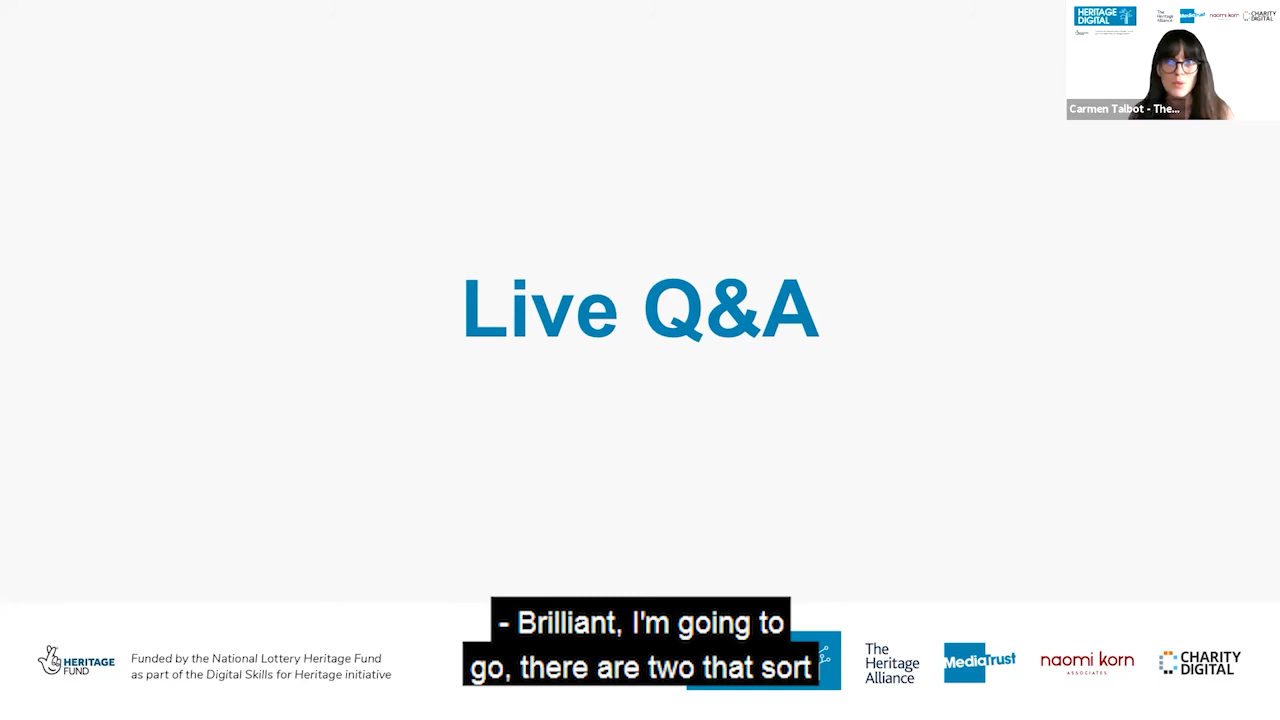 HERITAGE
DIGITAL
The
Heritage
Alliance
MediaTrust
naomi korn
CHARITY
DIGITAL
Carmen Talbot - The...
Live Q&A
- Brilliant, I'm going to
go, there are two that sort
HERITAGE
FUND
Funded by the National Lottery Heritage Fund
as part of the Digital Skills for Heritage initiative
The
Heritage
Alliance
MediaTrust
naomi korn
ASSOCIATES
CHARITY
DIGITAL